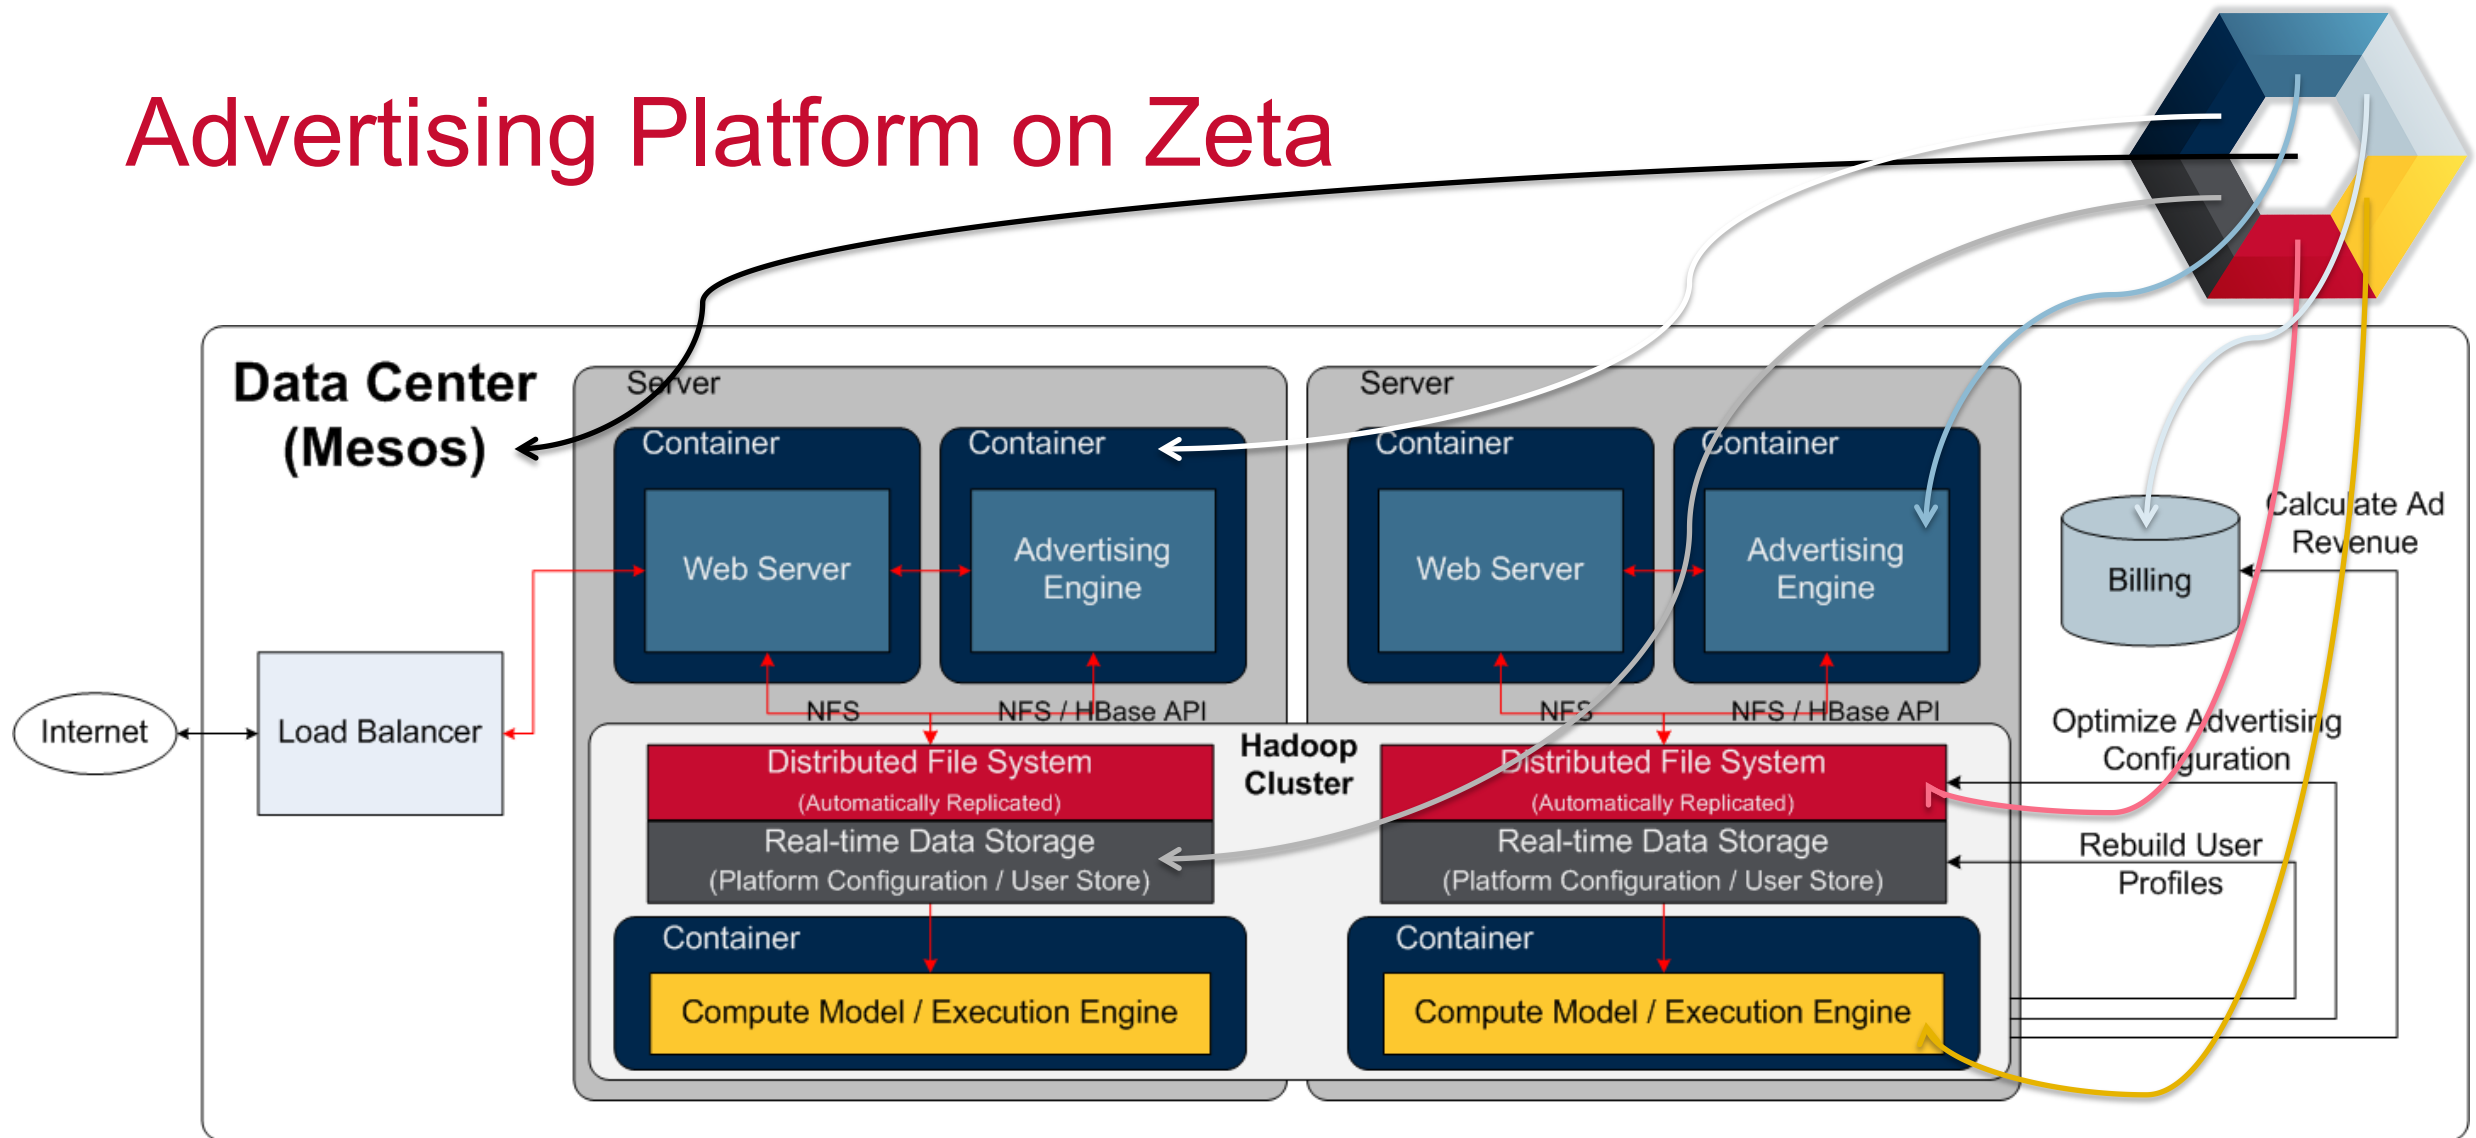 Advertising Platform on Zeta
Data Center
(Mesos)
Server
Server
Container
Container
Container
Container
Web Server
Advertising
Engine
Web Server
Advertising
Engine
Calculate Ad
Revenue
Billing
Internet
Load Balancer
NFS
NFS / HBase API
NFS
NFS / HBase API
Optimize Advertising
Configuration
Hadoop
Cluster
Distributed File System
(Automatically Replicated)
Real-time Data Storage
(Platform Configuration / User Store)
Distributed File System
(Automatically Replicated)
Real-time Data Storage
(Platform Configuration / User Store)
Rebuild User
Profiles
Container
Compute Model / Execution Engine
Container
Compute Model / Execution Engine